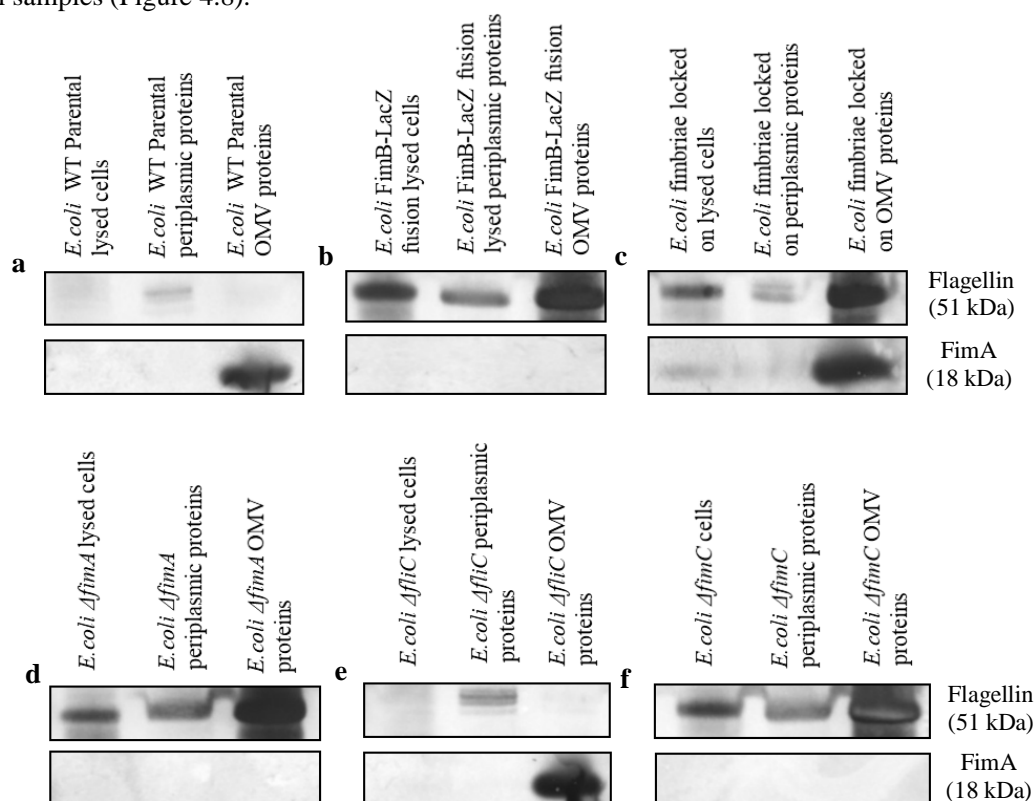 samples (Figure 4.8).
E.coli WT Parental
lysed cells
E.coli WT Parental
periplasmic proteins
E.coli WT Parental
OMV proteins
E.coli FimB-LacZ
fusion lysed cells
E.coli FimB-LacZ fusion
lysed periplasmic proteins
E.coli FimB-LacZ fusion
OMV proteins
E.coli fimbriae locked
on lysed cells
E.coli fimbriae locked
on periplasmic proteins
E.coli fimbriae locked
on OMV proteins
a
b
c
Flagellin
(51 kDa)
FimA
(18 kDa)
E.coli ΔfimA lysed cells
E.coli ΔfimA
periplasmic proteins
E.coli ΔfimA OMV
proteins
E.coli ΔfliC lysed cells
E.coli ΔfliC periplasmic
proteins
E.coli ΔfliC OMV
proteins
E.coli ΔfimC cells
E.coli ΔfimC
periplasmic proteins
E.coli ΔfimC OMV
proteins
d
e
f
Flagellin
(51 kDa)
FimA
(18 kDa)